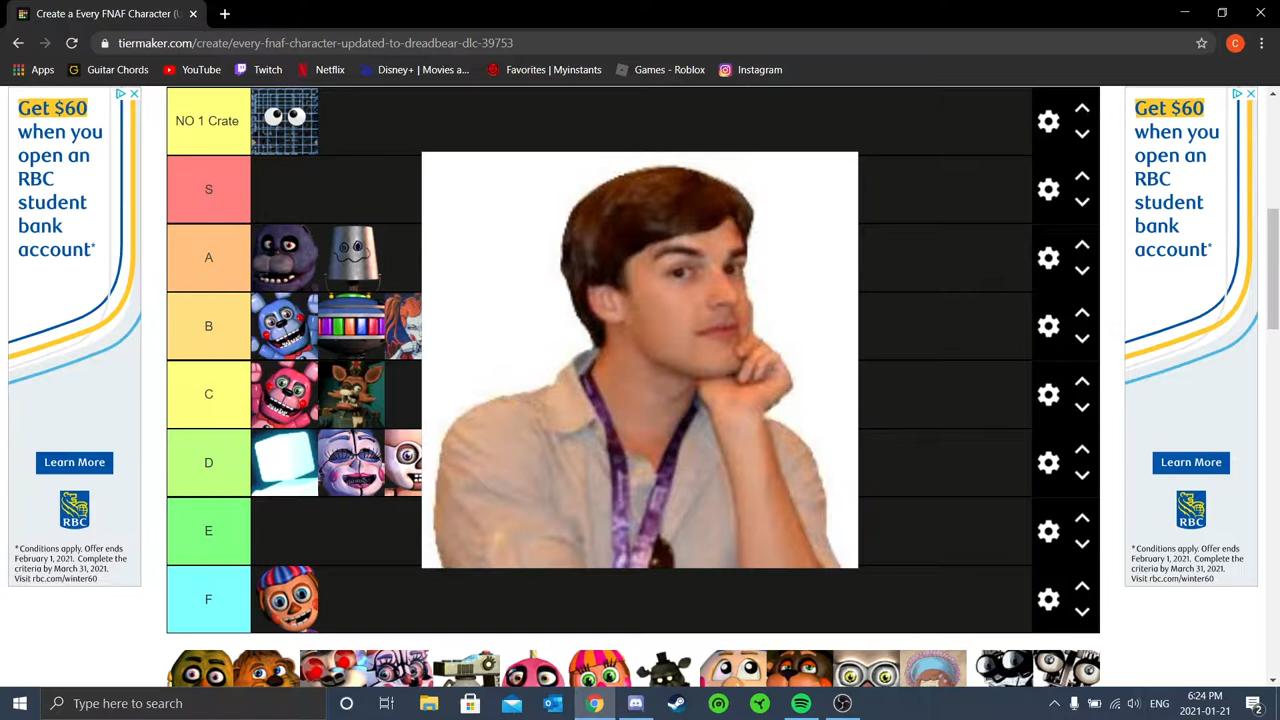 Create a Every FNAF Character (U
tiermaker.com/create/every-fnaf-character-updated-to-dreadbear-dlc-39753
C
Apps
Guitar Chords
YouTube
Twitch
Netflix
Disney+ | Movies a...
Favorites | Myinstants
Games - Roblox
Instagram
Get $60
when you
open an
RBC
student
bank
account*
Learn More
RBC
*Conditions apply. Offer ends
February 1, 2021. Complete the
criteria by March 31, 2021.
Visit rbc.com/winter60
NO 1 Crate
S
A
B
C
D
E
F
Get $60
when you
open an
RBC
student
bank
account*
Learn More
RBC
*Conditions apply. Offer ends
February 1, 2021. Complete the
criteria by March 31, 2021.
Visit rbc.com/winter60
Type here to search
ENG
6:24 PM
2021-01-21
2